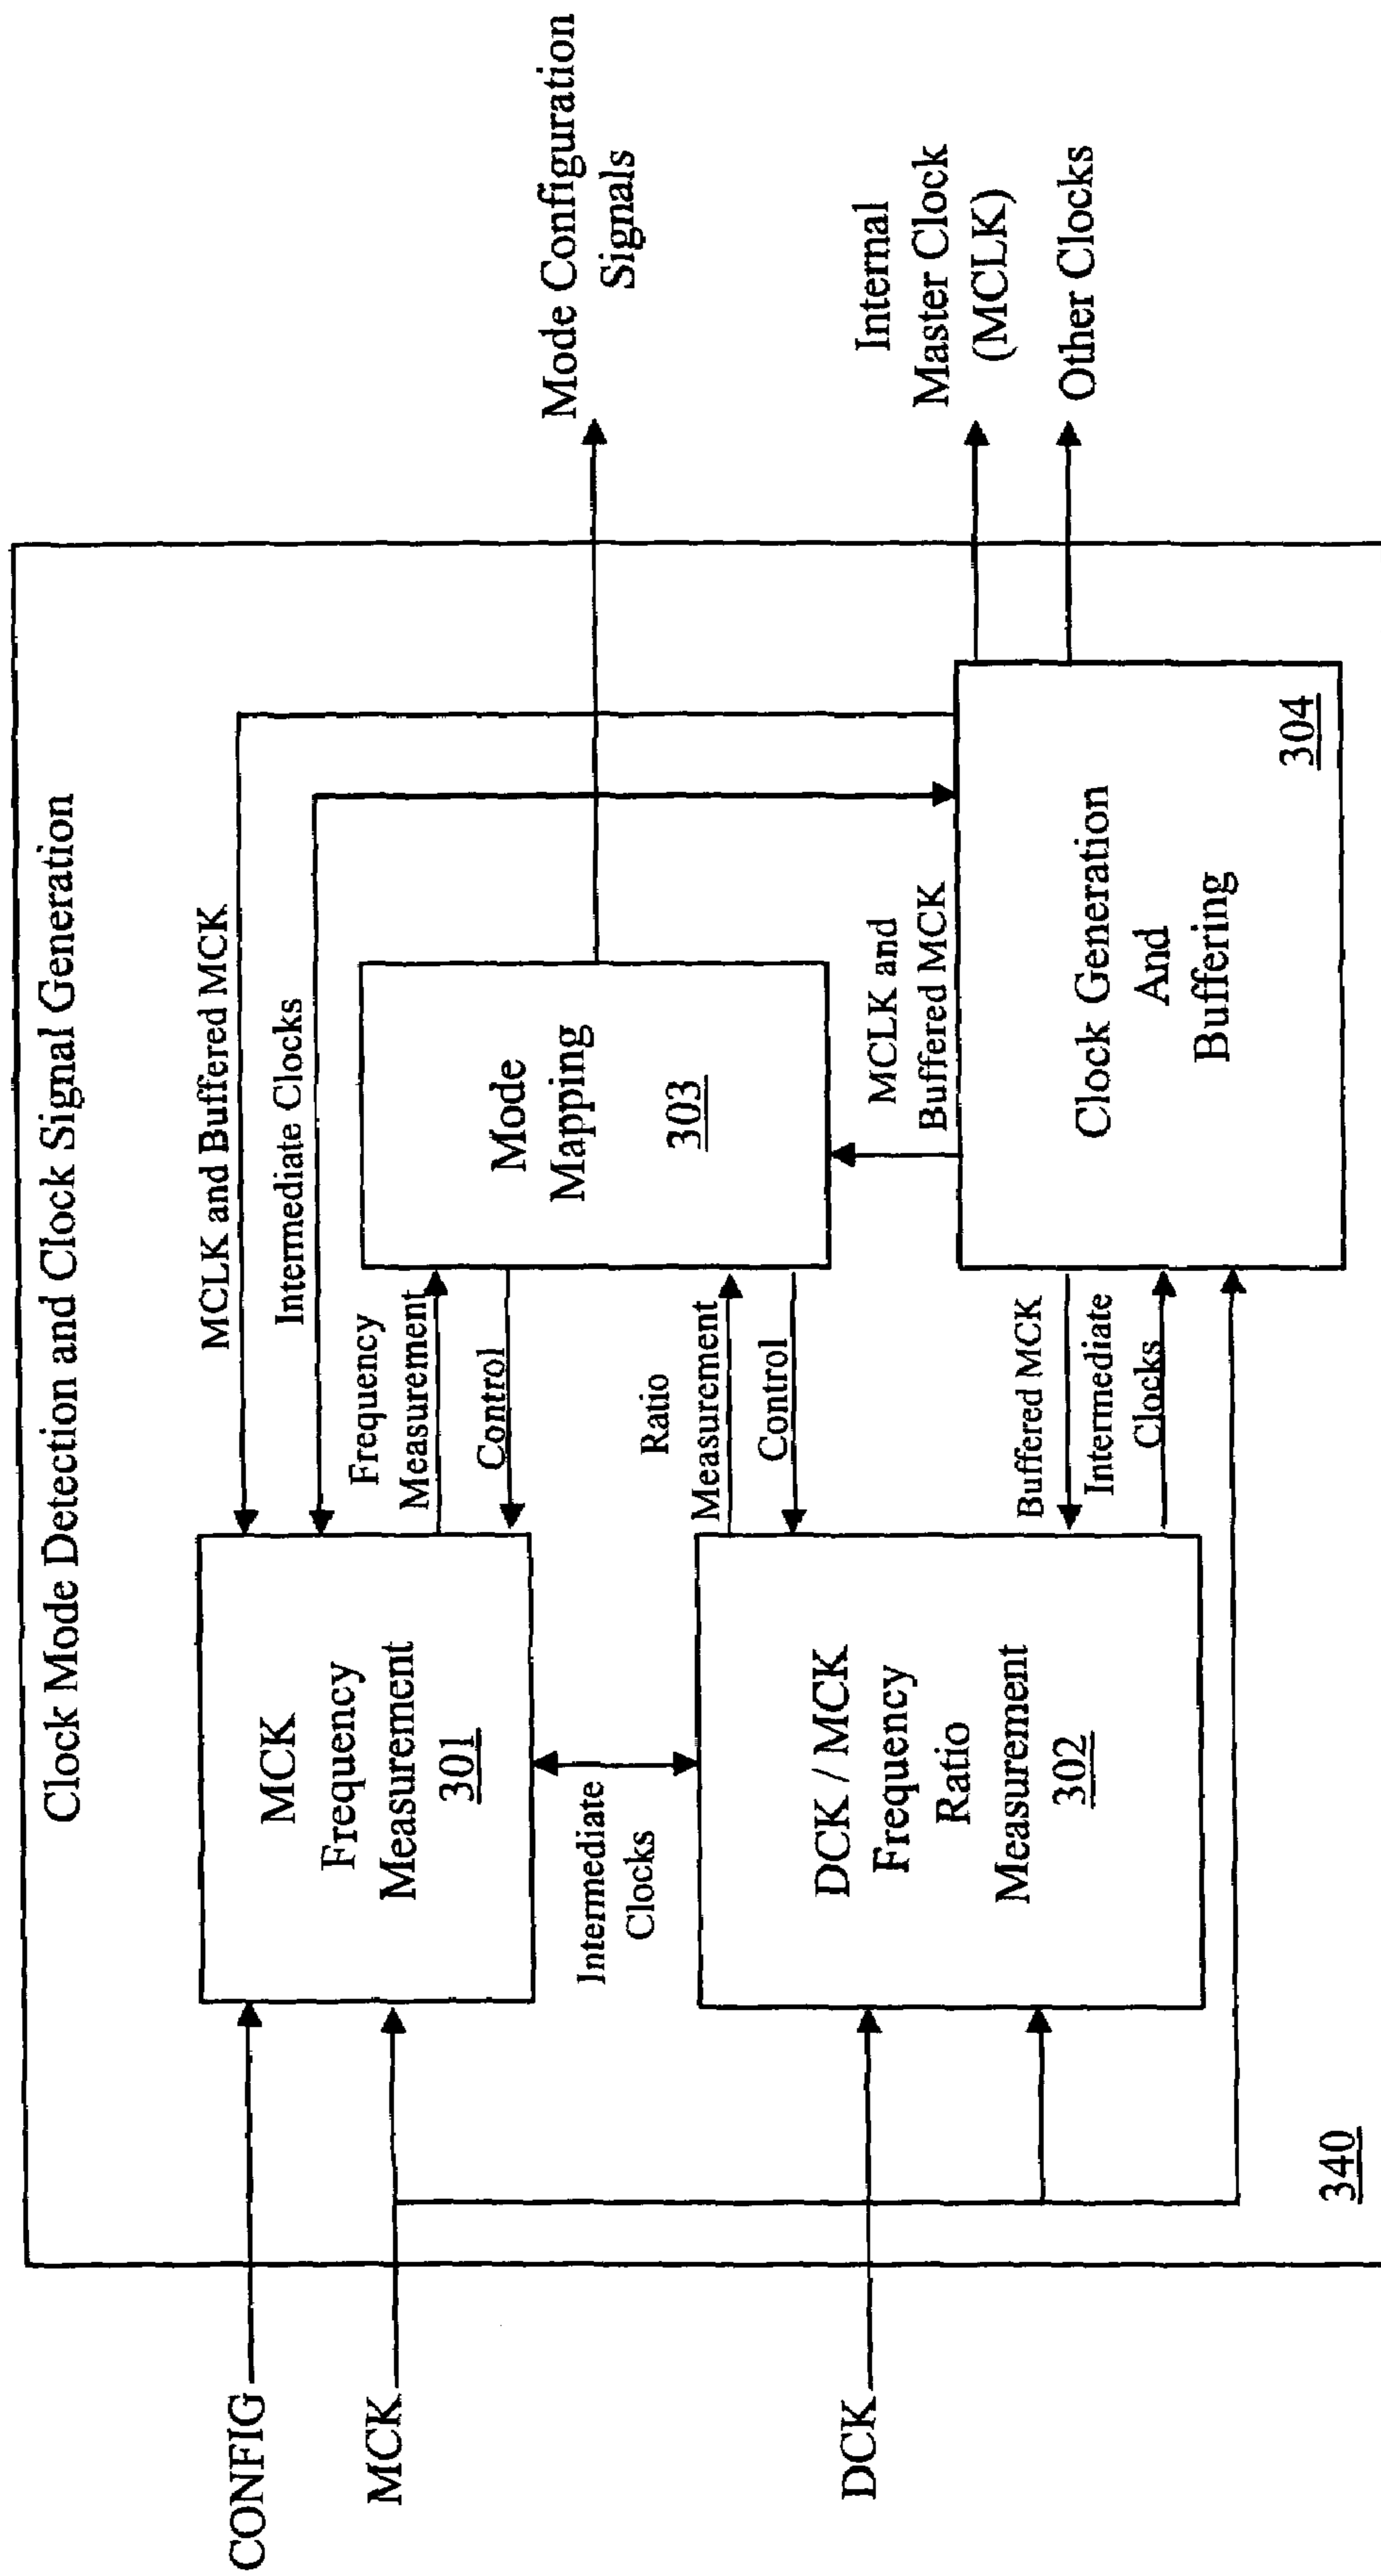 Clock Mode Detection and Clock Signal Generation
CONFIG
MCK
DCK
MCK
Frequency
Measurement
301
Intermediate
Clocks
DCK / MCK
Frequency
Ratio
Measurement
302
MCLK and Buffered MCK
Intermediate Clocks
Frequency
Measurement
Control
Ratio
Measurement
Control
Buffered MCK
Intermediate
Clocks
Mode
Mapping
303
MCLK and
Buffered MCK
Clock Generation
And
Buffering
304
Mode Configuration
Signals
Internal
Master Clock
(MCLK)
Other Clocks
340